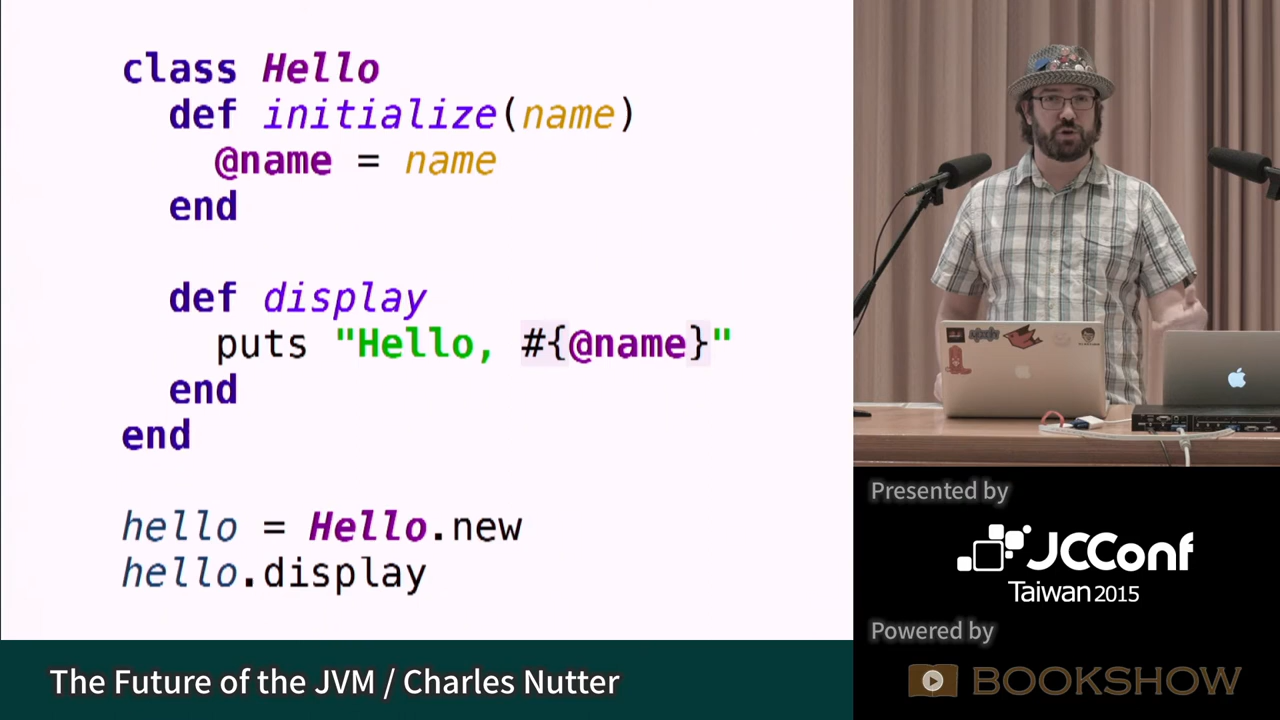 class Hello
  def initialize(name)
    @name = name
  end

  def display
    puts "Hello, #{@name}"
  end
end

hello = Hello.new
hello.display
Presented by
JCConf
Taiwan 2015
Powered by
BOOKSHOW
The Future of the JVM / Charles Nutter